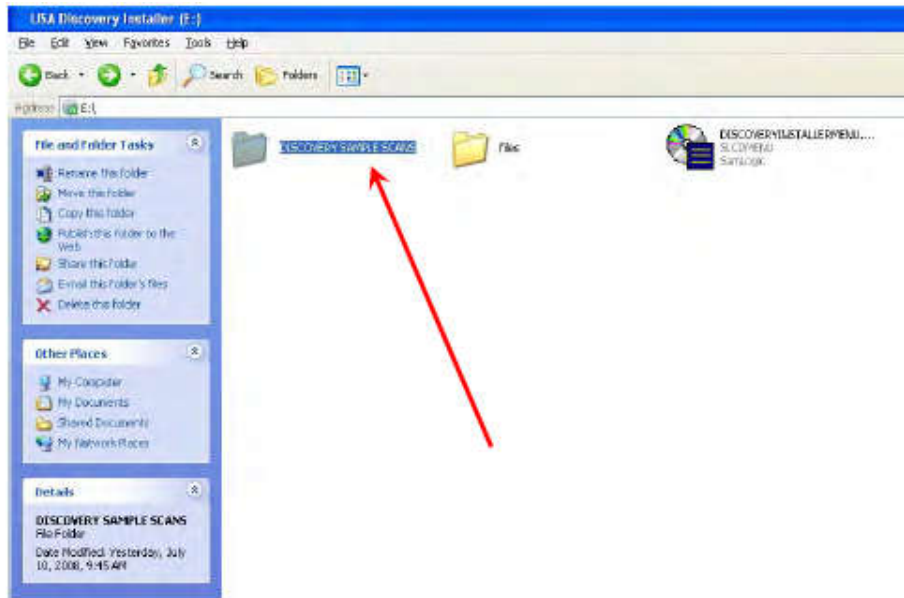 USA Discovery Installer (E:)
File Edit View Favorites Tools Help
Back Search Folders
Address E:\
File and Folder Tasks
Rename this folder
Move this folder
Copy this folder
Publish this folder to the
Web
Share this folder
E-mail this folder's files
Delete this folder
Other Places
My Computer
My Documents
Shared Documents
My Network Places
Details
DISCOVERY SAMPLE SCANS
File Folder
Date Modified: Yesterday, July
10, 2008, 9:45 AM
DISCOVERY SAMPLE SCANS
Files
DISCOVERYINSTALLERMENU....
SLCDMENU
SamLogic